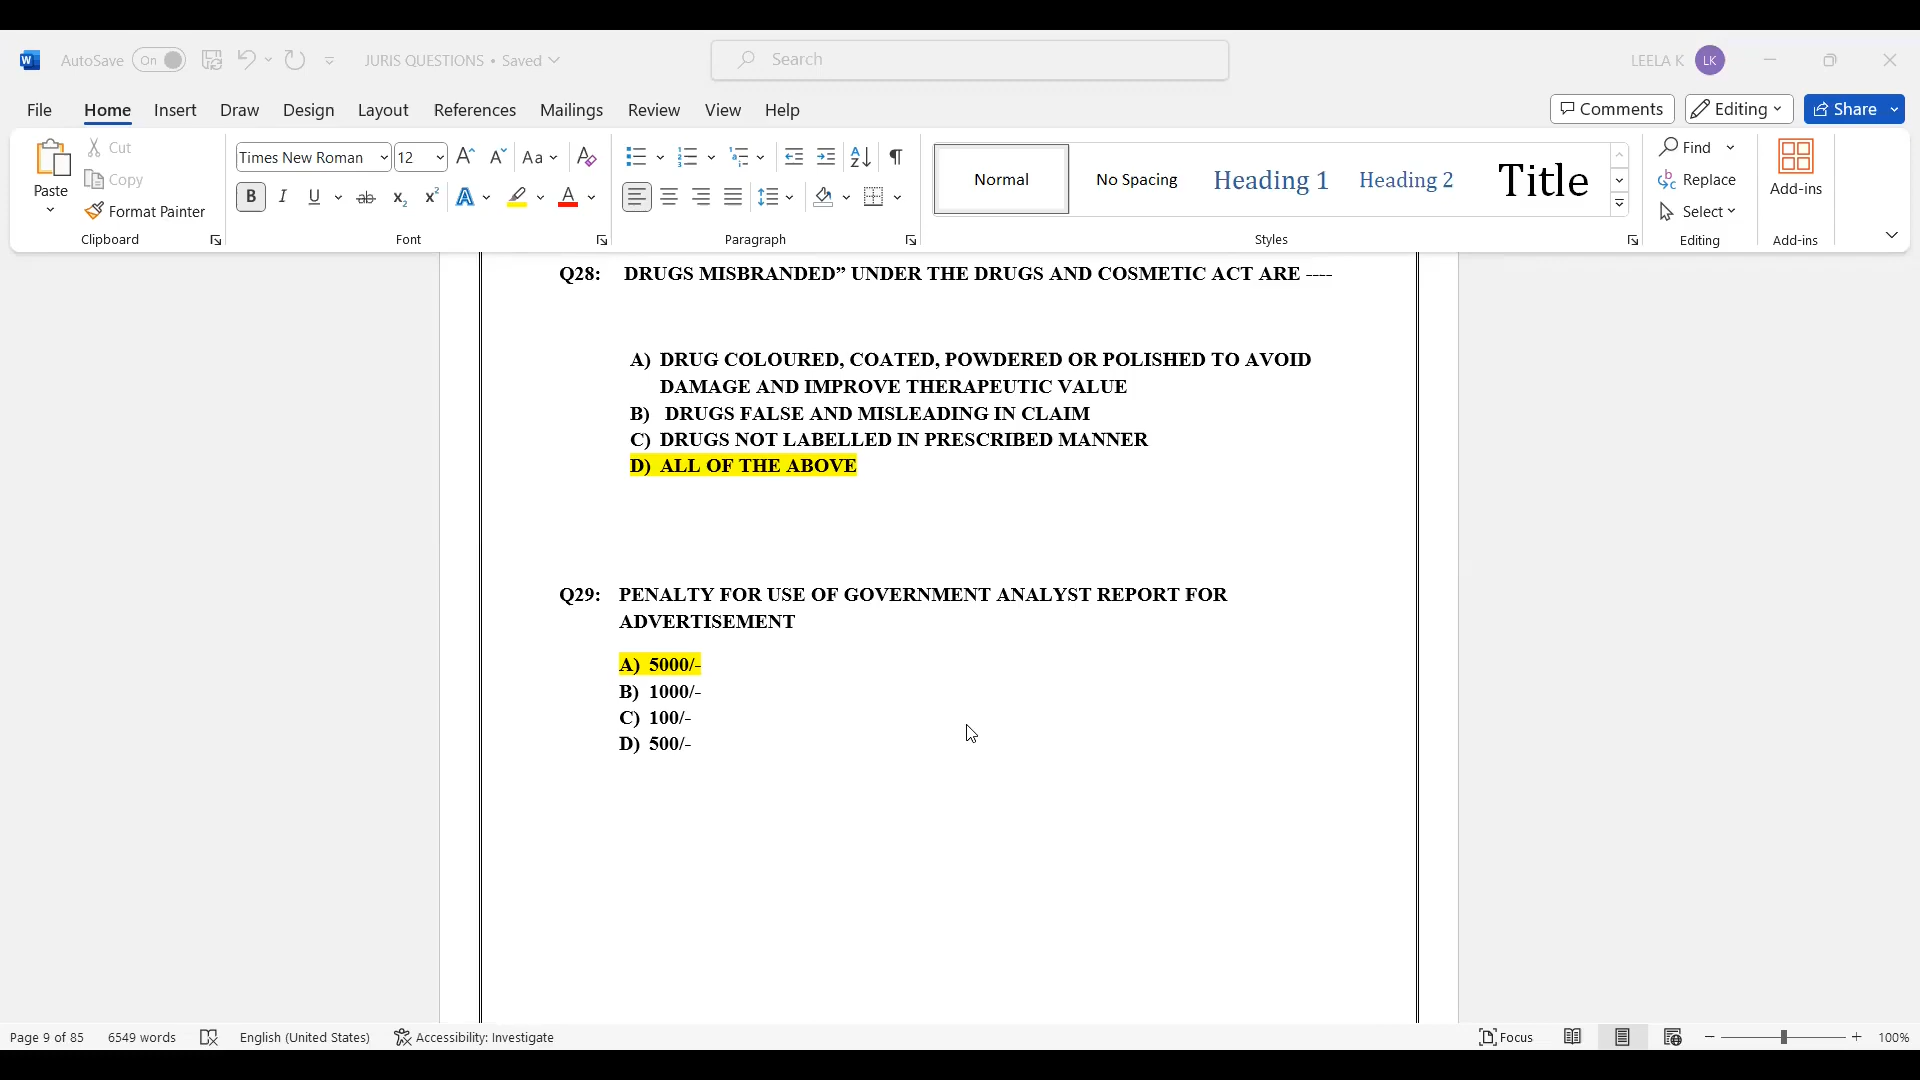 AutoSave On JURIS QUESTIONS • Saved Search LEELA K LK
File Home Insert Draw Design Layout References Mailings Review View Help Comments Editing Share
Paste Cut Copy Format Painter Clipboard
Times New Roman 12 Aa
B I U ab x₂ x² A A Font
Paragraph
Normal No Spacing Heading 1 Heading 2 Title Styles
Find Replace Select Editing
Add-ins Add-ins
Q28: DRUGS MISBRANDED” UNDER THE DRUGS AND COSMETIC ACT ARE ----
A) DRUG COLOURED, COATED, POWDERED OR POLISHED TO AVOID
DAMAGE AND IMPROVE THERAPEUTIC VALUE
B) DRUGS FALSE AND MISLEADING IN CLAIM
C) DRUGS NOT LABELLED IN PRESCRIBED MANNER
D) ALL OF THE ABOVE
Q29: PENALTY FOR USE OF GOVERNMENT ANALYST REPORT FOR
ADVERTISEMENT
A) 5000/-
B) 1000/-
C) 100/-
D) 500/-
Page 9 of 85 6549 words English (United States) Accessibility: Investigate Focus 100%